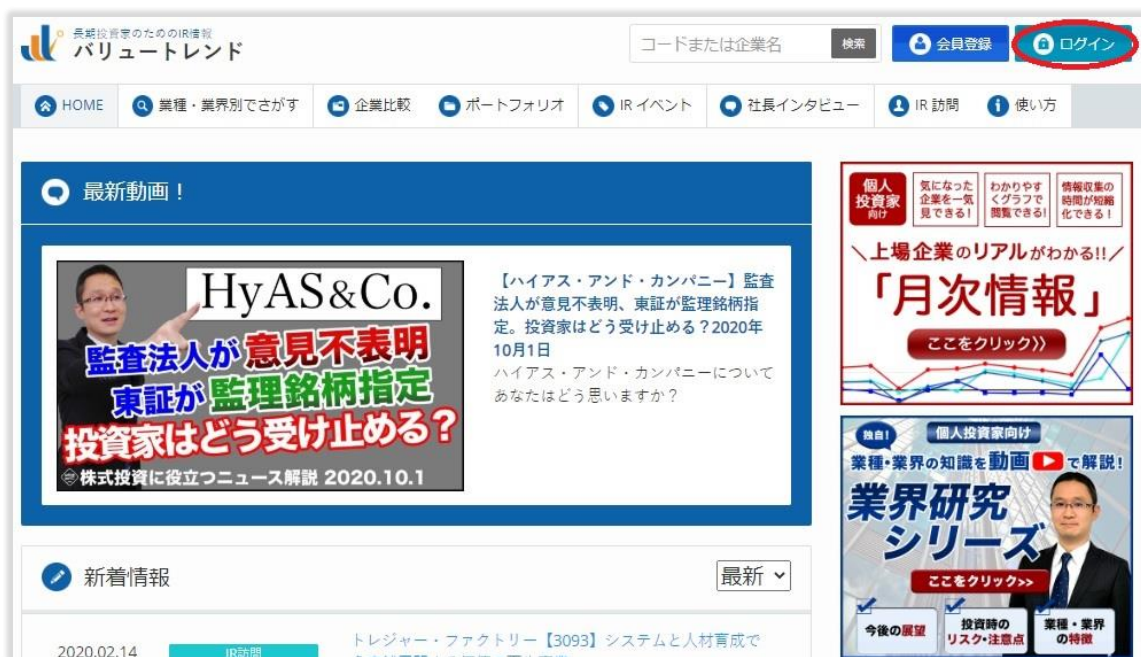 長期投資家のためのIR情報
バリュートレンド
コードまたは企業名
検索
会員登録
ログイン
HOME
業種・業界別でさがす
企業比較
ポートフォリオ
IR イベント
社長インタビュー
IR 訪問
使い方
最新動画！
HyAS&Co.
監査法人が意見不表明
東証が監理銘柄指定
投資家はどう受け止める？
株式投資に役立つニュース解説 2020.10.1
【ハイアス・アンド・カンパニー】監査
法人が意見不表明、東証が監理銘柄指
定。投資家はどう受け止める？2020年
10月1日
ハイアス・アンド・カンパニーについて
あなたはどう思いますか？
個人
投資家
向け
気になった
企業を一気
見できる！
わかりやす
くグラフで
閲覧できる!
情報収集の
時間が短縮
化できる！
＼上場企業のリアルがわかる!!／
「月次情報」
ここをクリック》
独自!
個人投資家向け
業種・業界の知識を動画で解説！
業界研究
シリーズ
ここをクリック>>
今後の展望
投資時の
リスク・注意点
業種・業界
の特徴
新着情報
最新
2020.02.14
IR訪問
トレジャー・ファクトリー【3093】システムと人材育成で